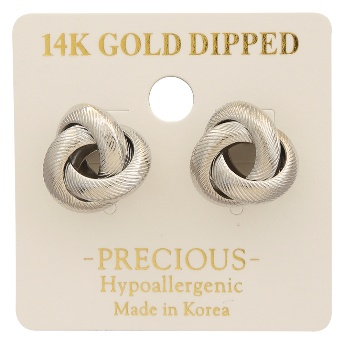 14K GOLD DIPPED
-PRECIOUS-
Hypoallergenic
Made in Korea